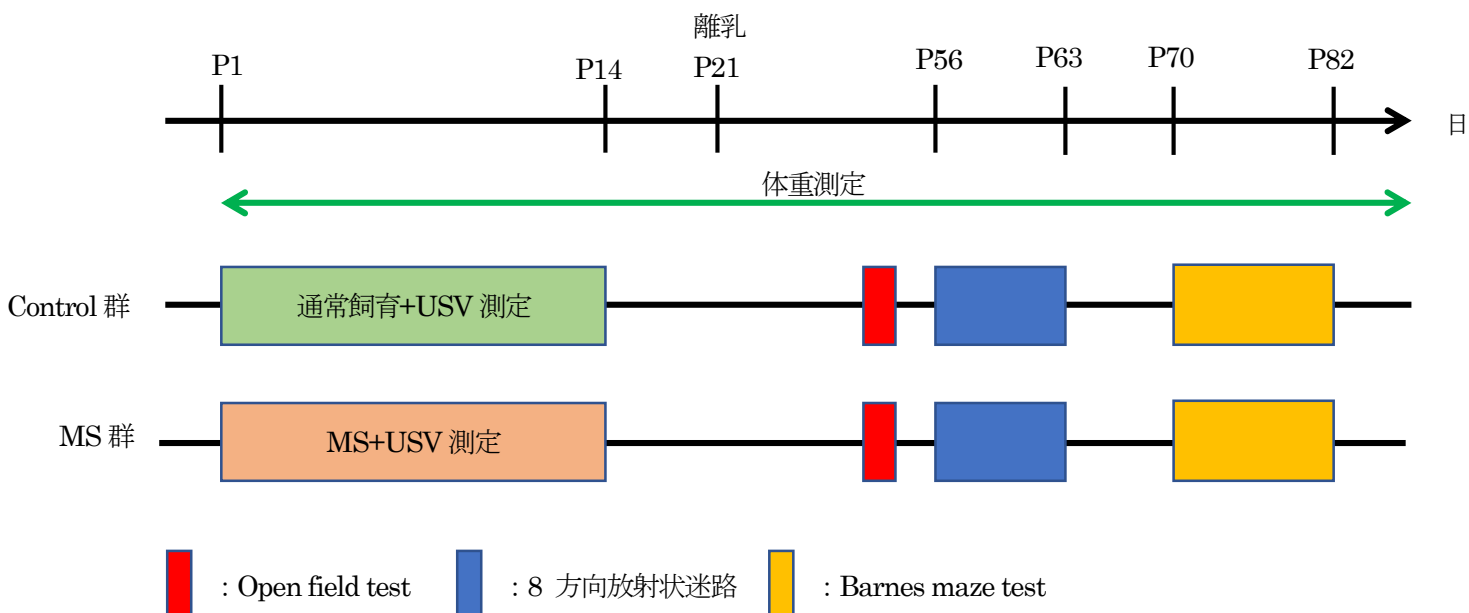 離乳
P1 P14 P21 P56 P63 P70 P82
日
体重測定
Control 群 通常飼育+USV 測定
MS 群 MS+USV 測定
: Open field test : 8 方向放射状迷路 : Barnes maze test